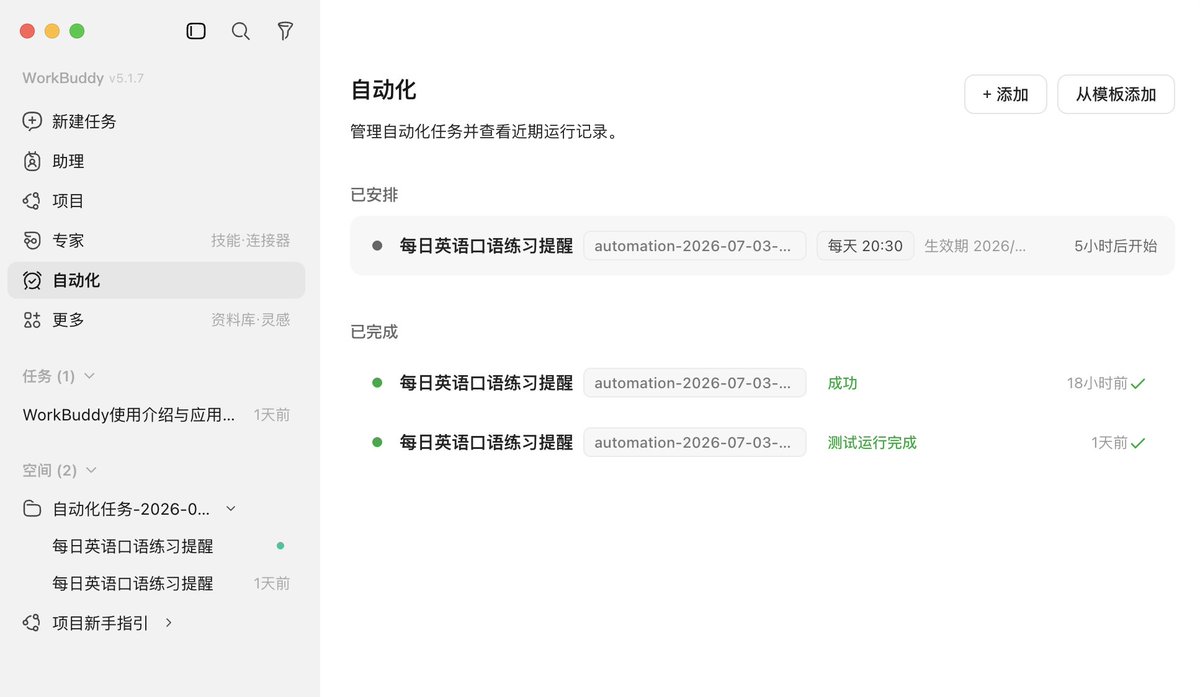 WorkBuddy v5.1.7
新建任务
助理
项目
专家 技能·连接器
自动化
更多 资料库·灵感
任务 (1)
WorkBuddy使用介绍与应用... 1天前
空间 (2)
自动化任务-2026-0...
每日英语口语练习提醒
每日英语口语练习提醒 1天前
项目新手指引
自动化
+ 添加 从模板添加
管理自动化任务并查看近期运行记录。
已安排
每日英语口语练习提醒 automation-2026-07-03-... 每天 20:30 生效期 2026/... 5小时后开始
已完成
每日英语口语练习提醒 automation-2026-07-03-... 成功 18小时前
每日英语口语练习提醒 automation-2026-07-03-... 测试运行完成 1天前